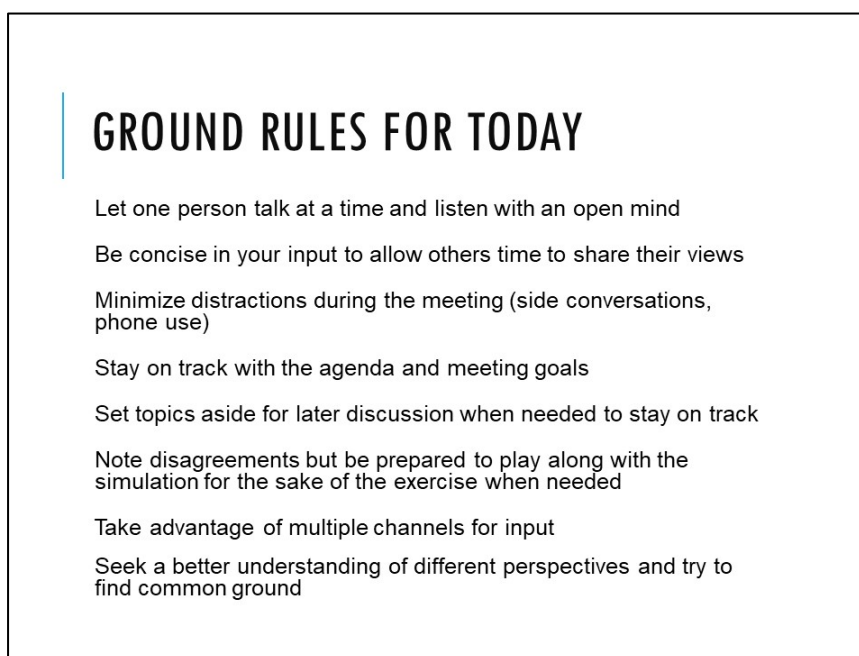 GROUND RULES FOR TODAY
Let one person talk at a time and listen with an open mind
Be concise in your input to allow others time to share their views
Minimize distractions during the meeting (side conversations,
phone use)
Stay on track with the agenda and meeting goals
Set topics aside for later discussion when needed to stay on track
Note disagreements but be prepared to play along with the
simulation for the sake of the exercise when needed
Take advantage of multiple channels for input
Seek a better understanding of different perspectives and try to
find common ground